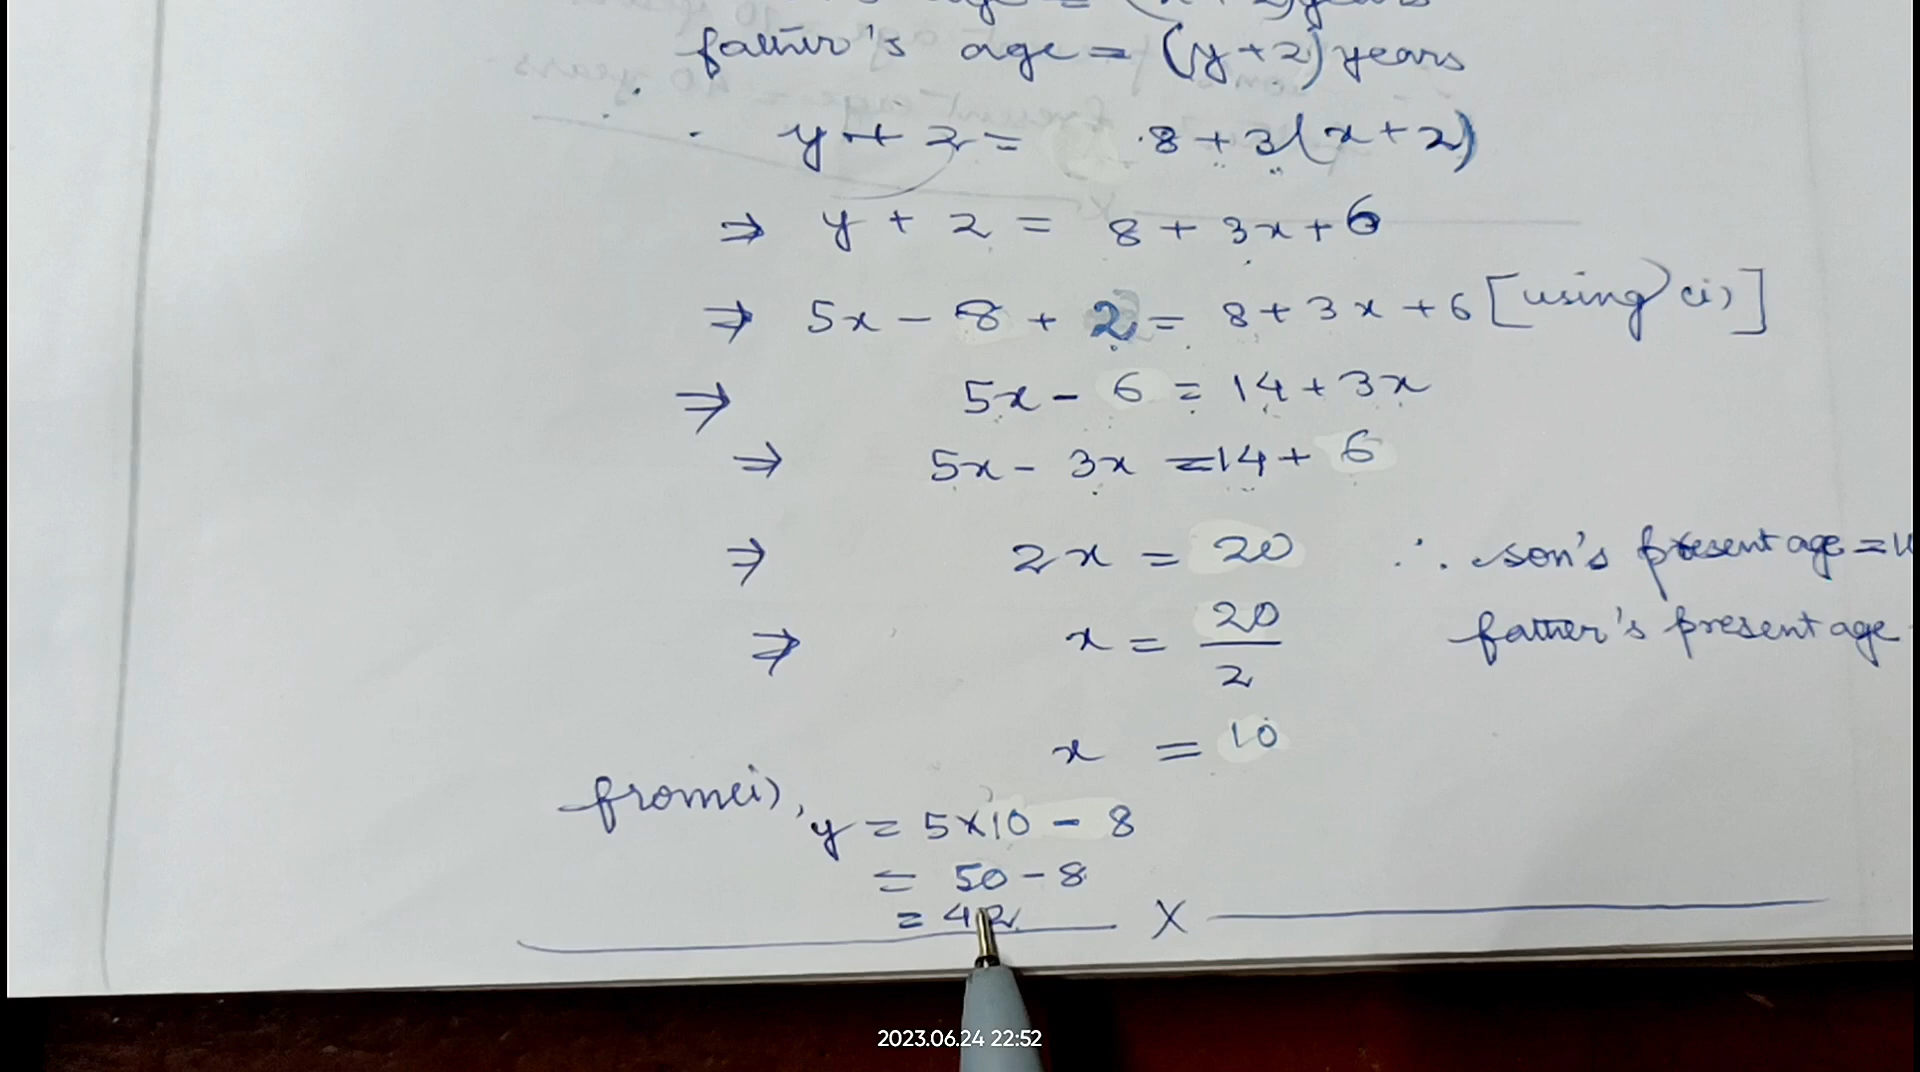 father's age = (y+2) years
∴ y + 2 = 8 + 3(x+2)
⇒ y + 2 = 8 + 3x + 6
⇒ 5x - 8 + 2 = 8 + 3x + 6 [using (i)]
⇒ 5x - 6 = 14 + 3x
⇒ 5x - 3x = 14 + 6
⇒ 2x = 20
⇒ x = 20/2
x = 10
from (i), y = 5×10 - 8
= 50 - 8
= 42
X
∴ son's present age =
father's present age
2023.06.24 22:52